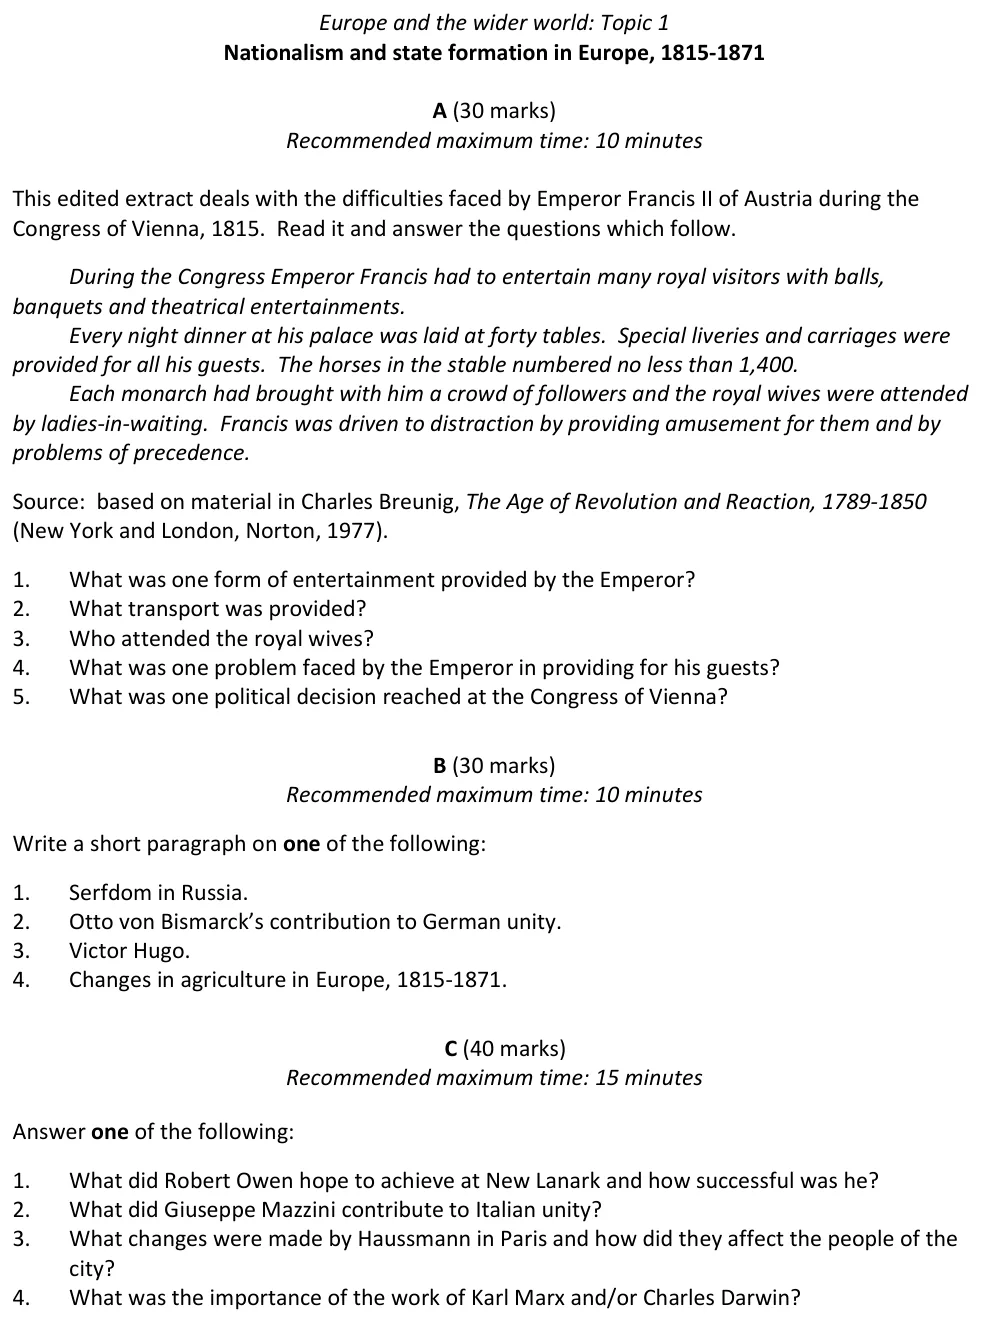 Europe and the wider world: Topic 1
Nationalism and state formation in Europe, 1815-1871
A (30 marks)
Recommended maximum time: 10 minutes
This edited extract deals with the difficulties faced by Emperor Francis II of Austria during the
Congress of Vienna, 1815.  Read it and answer the questions which follow.
During the Congress Emperor Francis had to entertain many royal visitors with balls,
banquets and theatrical entertainments.
Every night dinner at his palace was laid at forty tables.  Special liveries and carriages were
provided for all his guests.  The horses in the stable numbered no less than 1,400.
Each monarch had brought with him a crowd of followers and the royal wives were attended
by ladies-in-waiting.  Francis was driven to distraction by providing amusement for them and by
problems of precedence.
Source:  based on material in Charles Breunig, The Age of Revolution and Reaction, 1789-1850
(New York and London, Norton, 1977).
1. What was one form of entertainment provided by the Emperor?
2. What transport was provided?
3. Who attended the royal wives?
4. What was one problem faced by the Emperor in providing for his guests?
5. What was one political decision reached at the Congress of Vienna?
B (30 marks)
Recommended maximum time: 10 minutes
Write a short paragraph on one of the following:
1. Serfdom in Russia.
2. Otto von Bismarck’s contribution to German unity.
3. Victor Hugo.
4. Changes in agriculture in Europe, 1815-1871.
C (40 marks)
Recommended maximum time: 15 minutes
Answer one of the following:
1. What did Robert Owen hope to achieve at New Lanark and how successful was he?
2. What did Giuseppe Mazzini contribute to Italian unity?
3. What changes were made by Haussmann in Paris and how did they affect the people of the
city?
4. What was the importance of the work of Karl Marx and/or Charles Darwin?